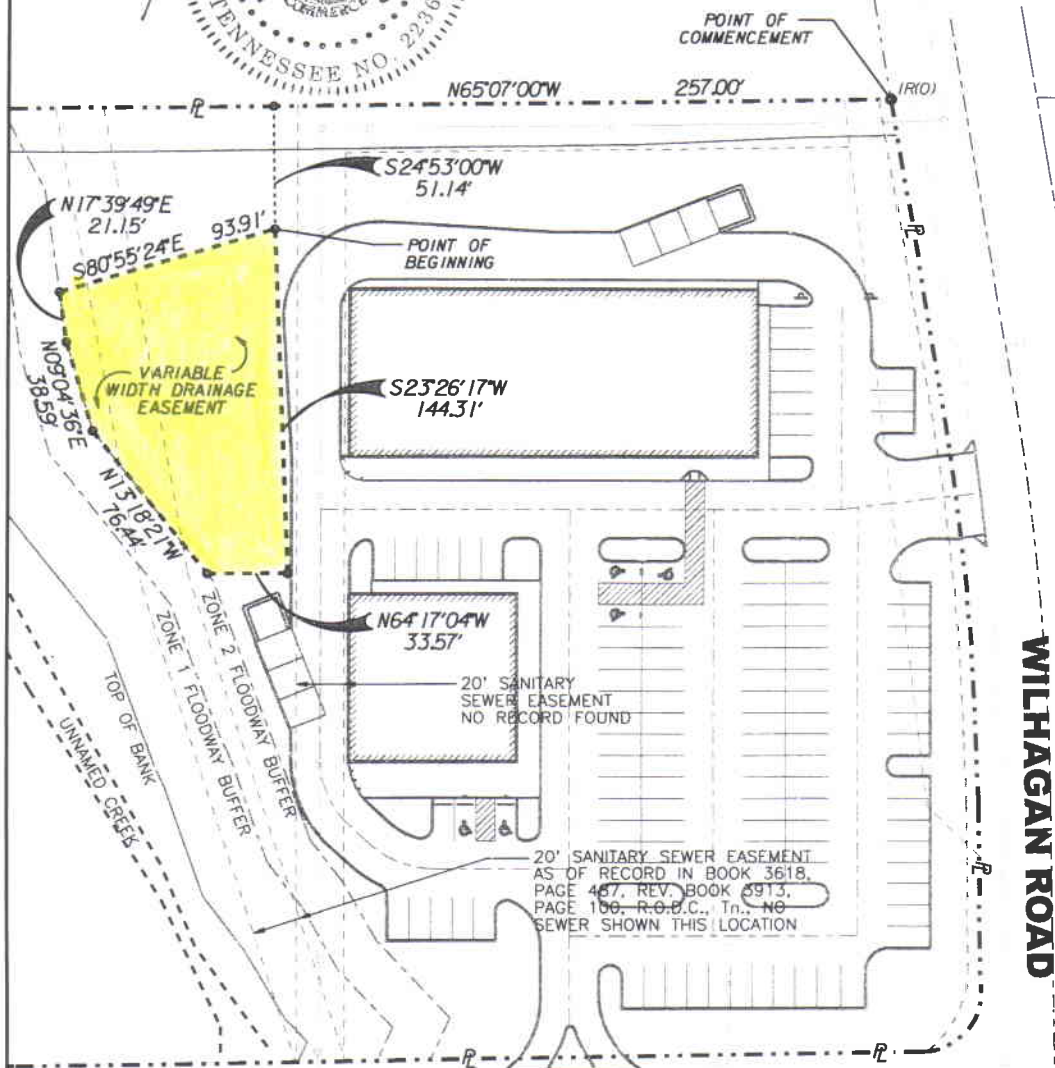 COMMERCE
TENNESSEE NO. 2236
POINT OF
COMMENCEMENT
IR(O)
N65°07'00"W 257.00'
PL
S24°53'00"W
51.14'
N17°39'49"E
21.15'
S80°55'24"E 93.91'
POINT OF
BEGINNING
PL
VARIABLE
WIDTH DRAINAGE
EASEMENT
S23°26'17"W
144.31'
N09°04'36"E
38.59'
N13°18'21"W
76.44'
N64°17'04"W
33.57'
ZONE 2 FLOODWAY BUFFER
ZONE 1 FLOODWAY BUFFER
TOP OF BANK
UNNAMED CREEK
20' SANITARY
SEWER EASEMENT
NO RECORD FOUND
WILHAGAN ROAD
20' SANITARY SEWER EASEMENT
AS OF RECORD IN BOOK 3618,
PAGE 487, REV. BOOK 3913,
PAGE 100, R.O.D.C., Tn., NO
SEWER SHOWN THIS LOCATION
PL
PL
PL